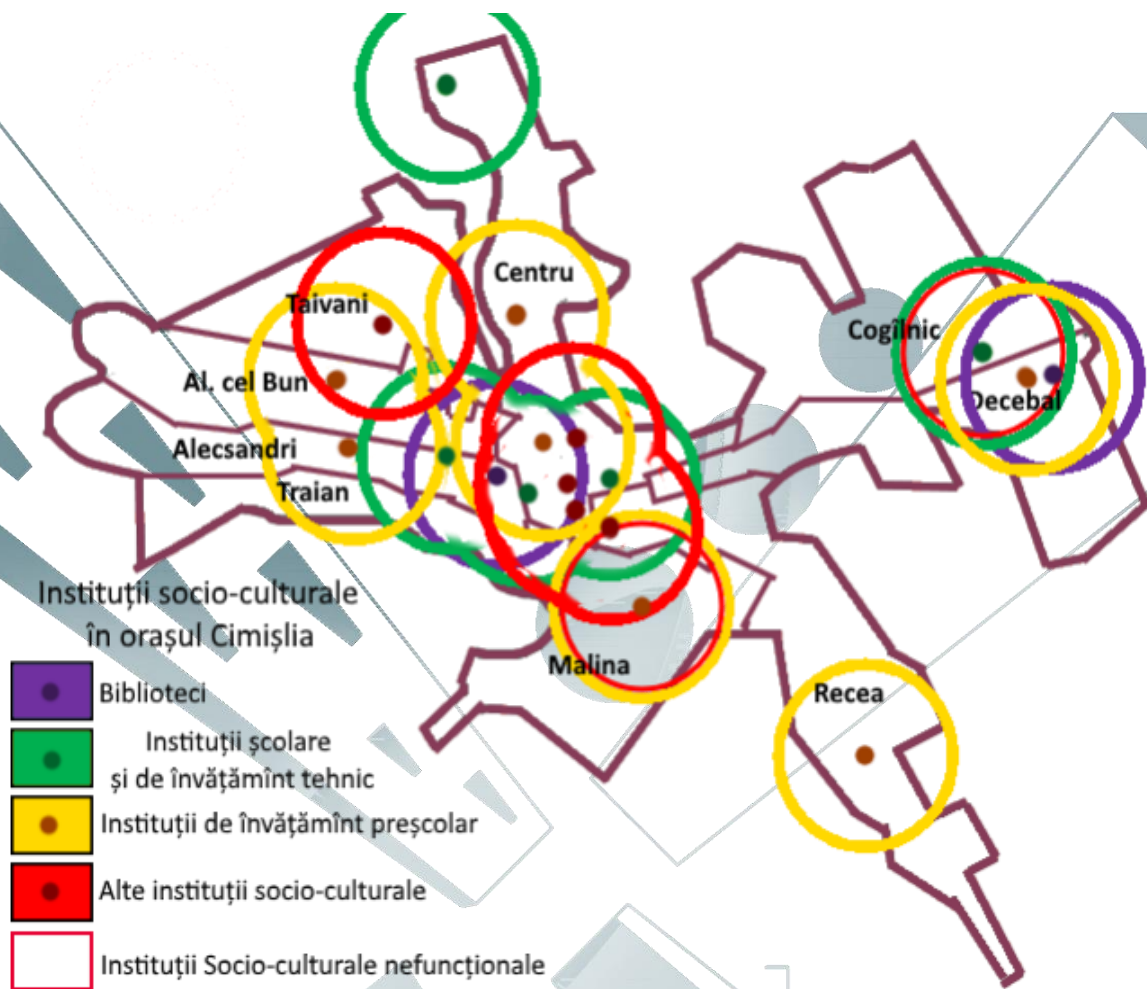 Centru
Taivani
Cogîlnic
Al. cel Bun
Decebal
Alecsandri
Traian
Instituții socio-culturale
în orașul Cimișlia
Malina
Recea
Biblioteci
Instituții școlare
și de învățămînt tehnic
Instituții de învățămînt preșcolar
Alte instituții socio-culturale
Instituții Socio-culturale nefuncționale